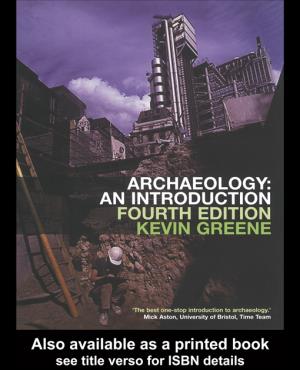 ARCHAEOLOGY:
AN INTRODUCTION
FOURTH EDITION
KEVIN GREENE
'The best one-stop introduction to archaeology.'
Mick Aston, University of Bristol, Time Team
Also available as a printed book
see title verso for ISBN details